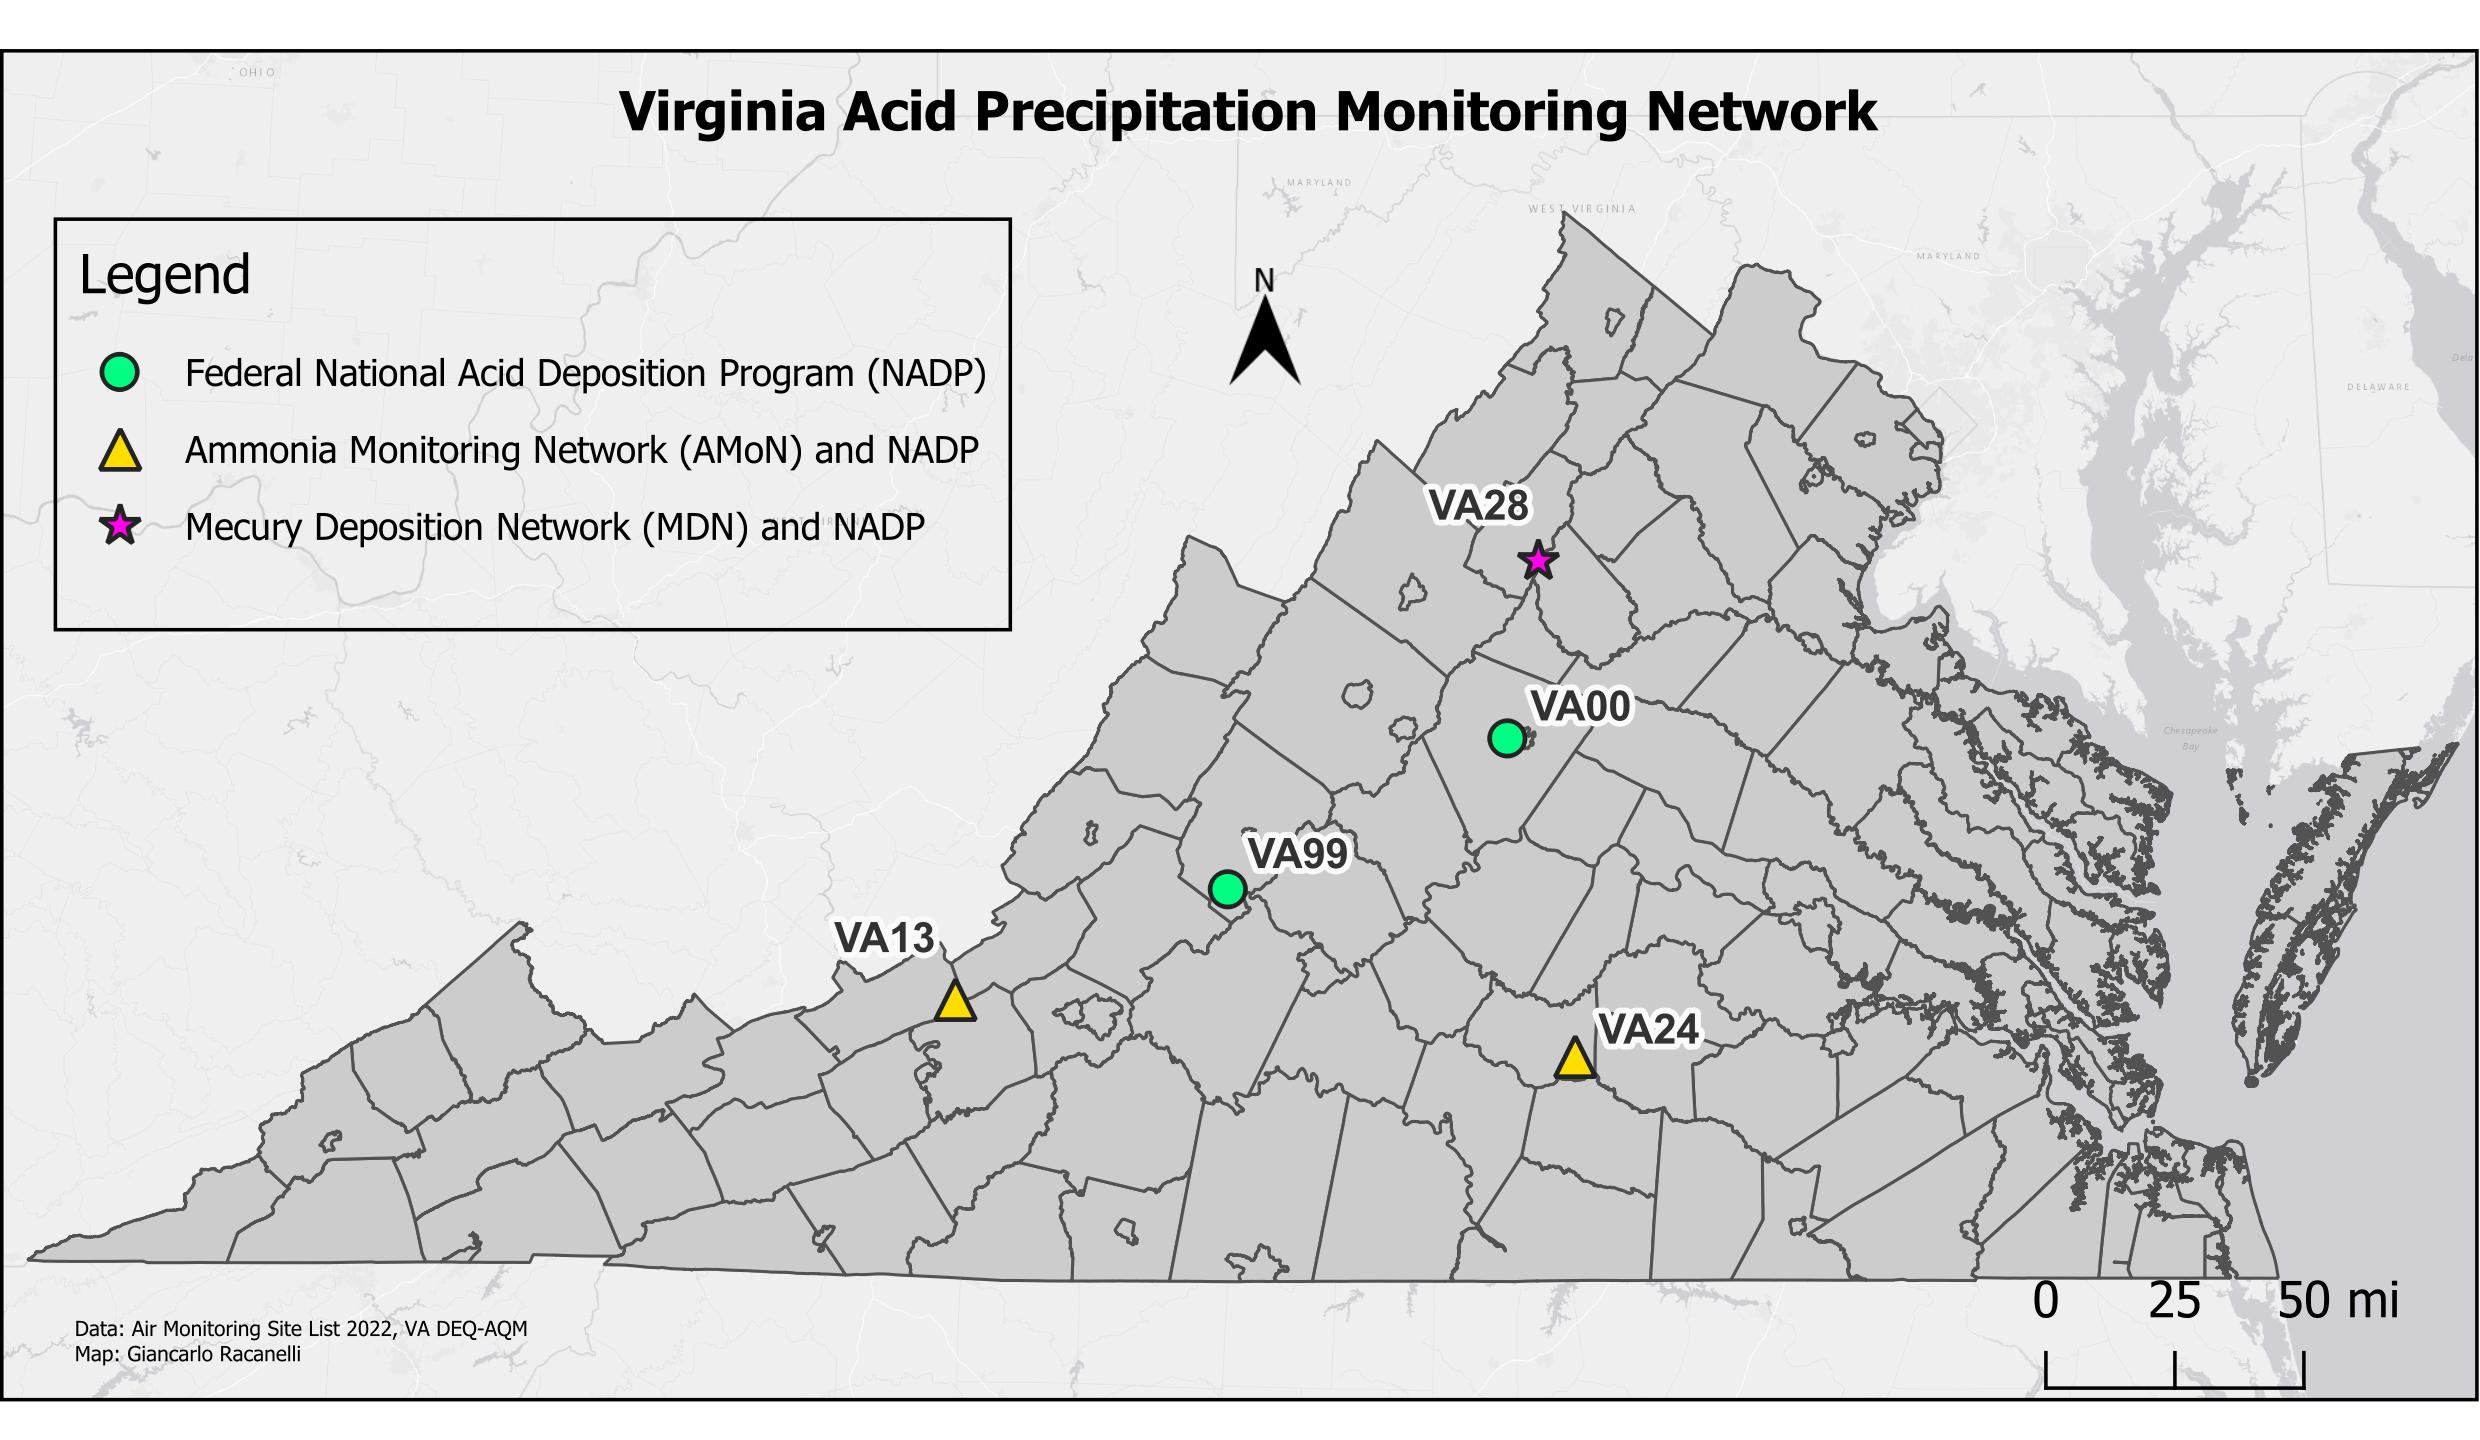 OHIO
Virginia Acid Precipitation Monitoring Network
MARYLAND
WEST VIRGINIA
MARYLAND
Legend
N
Federal National Acid Deposition Program (NADP)
DELAWARE
Ammonia Monitoring Network (AMoN) and NADP
VA28
Mecury Deposition Network (MDN) and NADP
VA00
Chesapeake
Bay
VA99
VA13
VA24
0 25 50 mi
Data: Air Monitoring Site List 2022, VA DEQ-AQM
Map: Giancarlo Racanelli